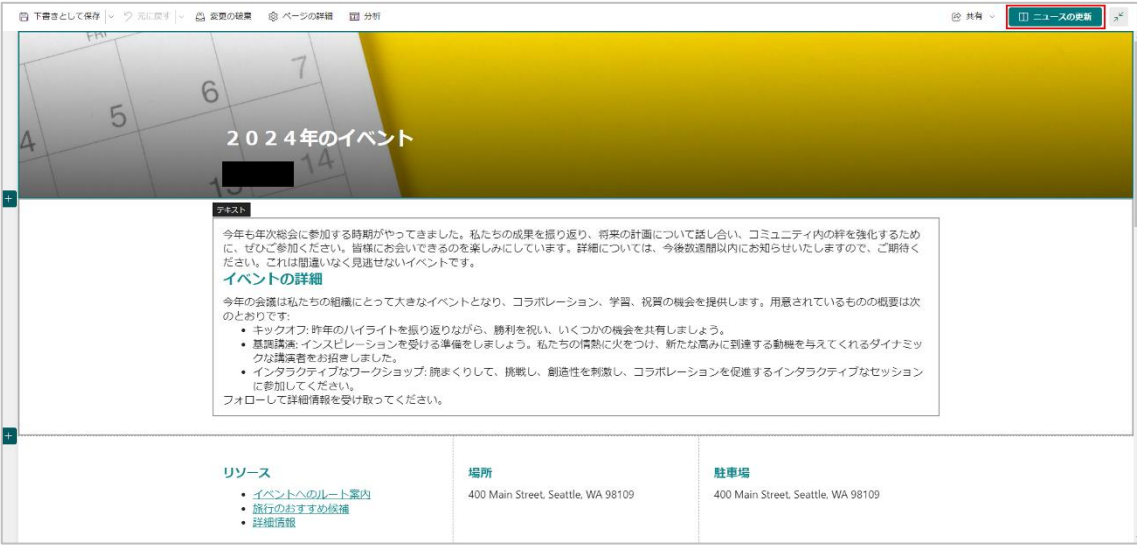 下書きとして保存 元に戻す 変更の破棄 ページの詳細 分析 共有 ニュースの更新
FRI
4 5 6 7
２０２４年のイベント
13 14
テキスト
今年も年次総会に参加する時期がやってきました。私たちの成果を振り返り、将来の計画について話し合い、コミュニティ内の絆を強化するため
に、ぜひご参加ください。皆様にお会いできるのを楽しみにしています。詳細については、今後数週間以内にお知らせいたしますので、ご期待く
ださい。これは間違いなく見逃せないイベントです。
イベントの詳細
今年の会議は私たちの組織にとって大きなイベントとなり、コラボレーション、学習、祝賀の機会を提供します。用意されているものの概要は次
のとおりです:
• キックオフ: 昨年のハイライトを振り返りながら、勝利を祝い、いくつかの機会を共有しましょう。
• 基調講演: インスピレーションを受ける準備をしましょう。私たちの情熱に火をつけ、新たな高みに到達する動機を与えてくれるダイナミッ
クな講演者をお招きしました。
• インタラクティブなワークショップ: 腕まくりして、挑戦し、創造性を刺激し、コラボレーションを促進するインタラクティブなセッション
に参加してください。
フォローして詳細情報を受け取ってください。
リソース
• イベントへのルート案内
• 旅行のおすすめ候補
• 詳細情報
場所
400 Main Street, Seattle, WA 98109
駐車場
400 Main Street, Seattle, WA 98109